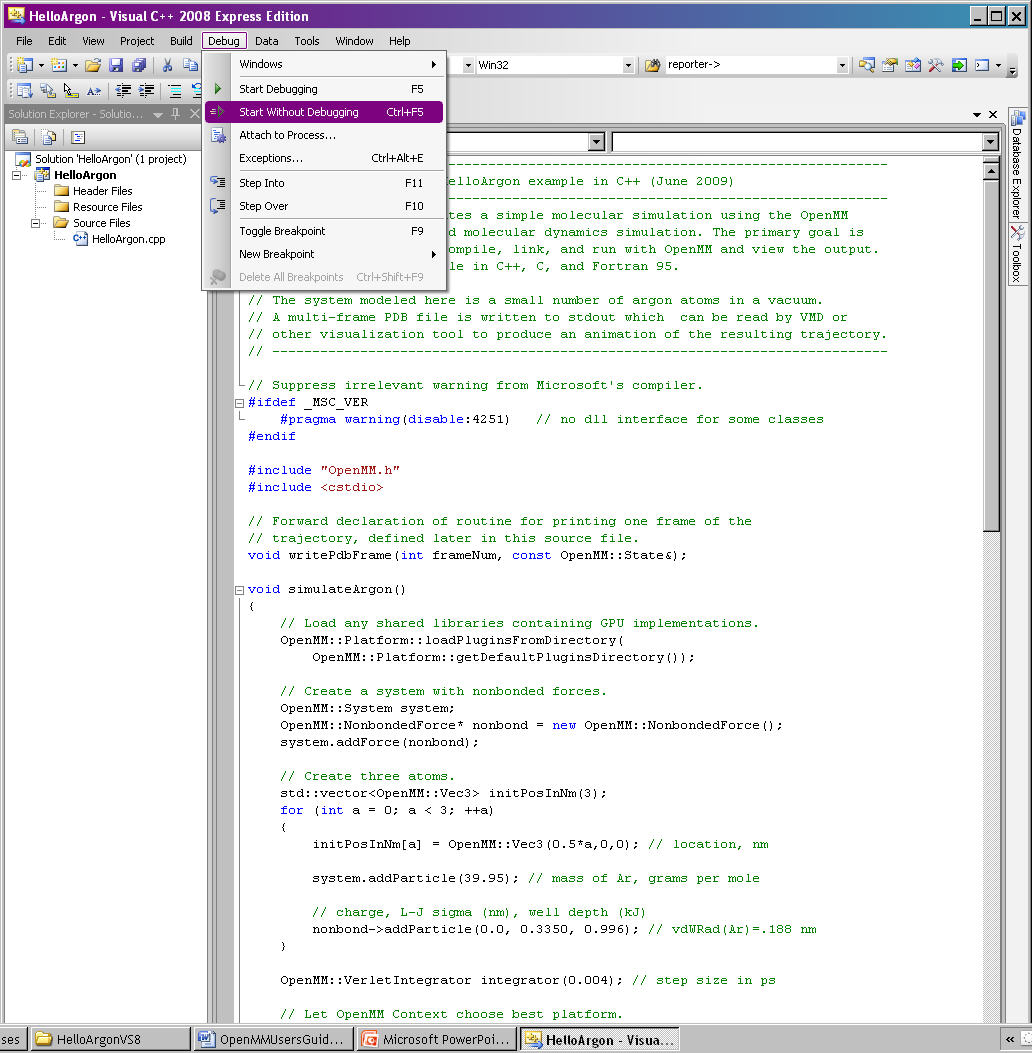 HelloArgon - Visual C++ 2008 Express Edition
File Edit View Project Build Debug Data Tools Window Help
Win32 reporter->
Solution Explorer - Solutio...
Solution 'HelloArgon' (1 project)
HelloArgon
Header Files
Resource Files
Source Files
HelloArgon.cpp
Windows
Start Debugging F5
Start Without Debugging Ctrl+F5
Attach to Process...
Exceptions... Ctrl+Alt+E
Step Into F11
Step Over F10
Toggle Breakpoint F9
New Breakpoint
Delete All Breakpoints Ctrl+Shift+F9
Database Explorer
Toolbox
elloArgon example in C++ (June 2009)
tes a simple molecular simulation using the OpenMM
d molecular dynamics simulation. The primary goal is
ompile, link, and run with OpenMM and view the output.
le in C++, C, and Fortran 95.
// The system modeled here is a small number of argon atoms in a vacuum.
// A multi-frame PDB file is written to stdout which  can be read by VMD or
// other visualization tool to produce an animation of the resulting trajectory.
// -----------------------------------------------------------------------------
// Suppress irrelevant warning from Microsoft's compiler.
#ifdef _MSC_VER
    #pragma warning(disable:4251)   // no dll interface for some classes
#endif
#include "OpenMM.h"
#include <cstdio>
// Forward declaration of routine for printing one frame of the
// trajectory, defined later in this source file.
void writePdbFrame(int frameNum, const OpenMM::State&);
void simulateArgon()
{
    // Load any shared libraries containing GPU implementations.
    OpenMM::Platform::loadPluginsFromDirectory(
        OpenMM::Platform::getDefaultPluginsDirectory());
    // Create a system with nonbonded forces.
    OpenMM::System system;
    OpenMM::NonbondedForce* nonbond = new OpenMM::NonbondedForce();
    system.addForce(nonbond);
    // Create three atoms.
    std::vector<OpenMM::Vec3> initPosInNm(3);
    for (int a = 0; a < 3; ++a)
    {
        initPosInNm[a] = OpenMM::Vec3(0.5*a,0,0); // location, nm
        system.addParticle(39.95); // mass of Ar, grams per mole
        // charge, L-J sigma (nm), well depth (kJ)
        nonbond->addParticle(0.0, 0.3350, 0.996); // vdWRad(Ar)=.188 nm
    }
    OpenMM::VerletIntegrator integrator(0.004); // step size in ps
    // Let OpenMM Context choose best platform.
ses HelloArgonVS8 OpenMMUsersGuid... Microsoft PowerPoi... HelloArgon - Visua... «